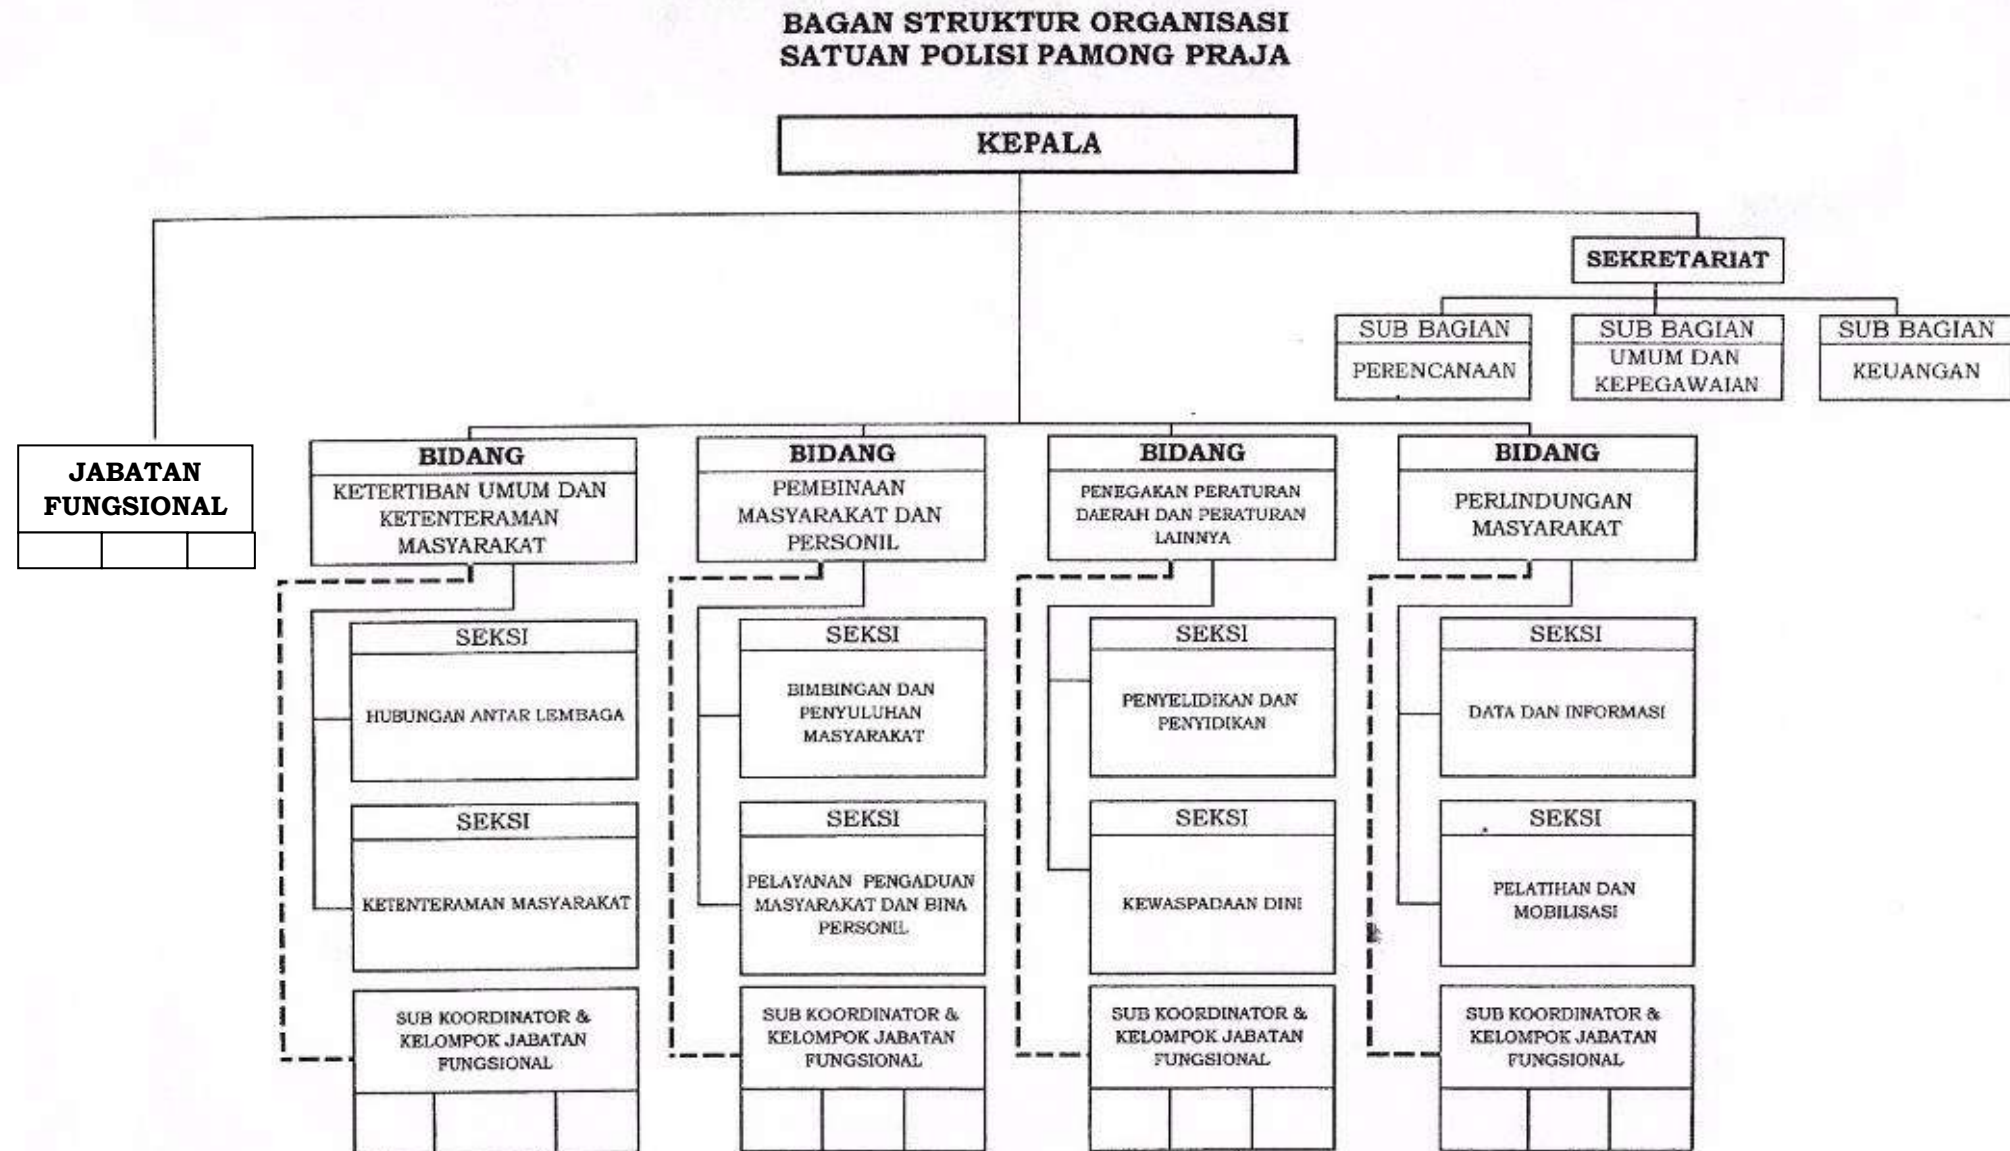 BAGAN STRUKTUR ORGANISASI
SATUAN POLISI PAMONG PRAJA
KEPALA
SEKRETARIAT
SUB BAGIAN
PERENCANAAN
SUB BAGIAN
UMUM DAN
KEPEGAWAIAN
SUB BAGIAN
KEUANGAN
JABATAN
FUNGSIONAL
BIDANG
KETERTIBAN UMUM DAN
KETENTERAMAN
MASYARAKAT
SEKSI
HUBUNGAN ANTAR LEMBAGA
SEKSI
KETENTERAMAN MASYARAKAT
SUB KOORDINATOR &
KELOMPOK JABATAN
FUNGSIONAL
BIDANG
PEMBINAAN
MASYARAKAT DAN
PERSONIL
SEKSI
BIMBINGAN DAN
PENYULUHAN
MASYARAKAT
SEKSI
PELAYANAN PENGADUAN
MASYARAKAT DAN BINA
PERSONIL
SUB KOORDINATOR &
KELOMPOK JABATAN
FUNGSIONAL
BIDANG
PENEGAKAN PERATURAN
DAERAH DAN PERATURAN
LAINNYA
SEKSI
PENYELIDIKAN DAN
PENYIDIKAN
SEKSI
KEWASPADAAN DINI
SUB KOORDINATOR &
KELOMPOK JABATAN
FUNGSIONAL
BIDANG
PERLINDUNGAN
MASYARAKAT
SEKSI
DATA DAN INFORMASI
SEKSI
PELATIHAN DAN
MOBILISASI
SUB KOORDINATOR &
KELOMPOK JABATAN
FUNGSIONAL